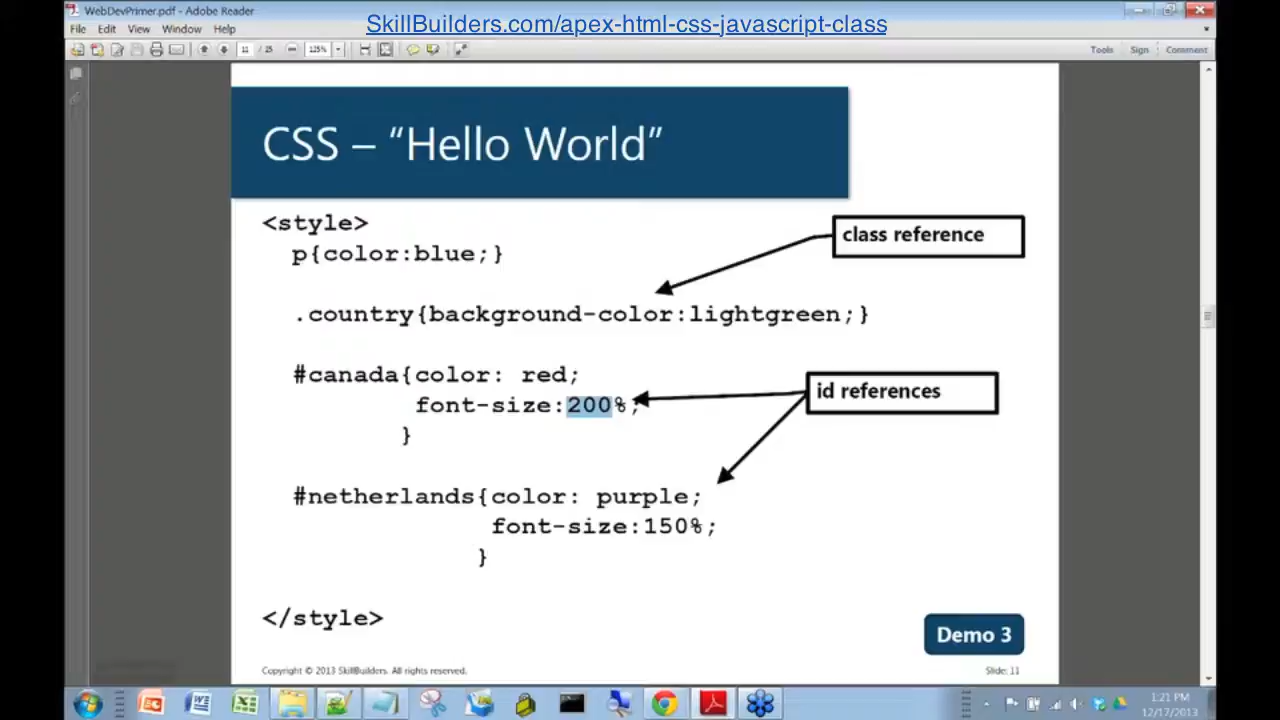 WebDevPrimer.pdf - Adobe Reader
SkillBuilders.com/apex-html-css-javascript-class
File Edit View Window Help
11 / 25 125%
Tools Sign Comment
CSS – “Hello World”
<style>
p{color:blue;}
class reference
.country{background-color:lightgreen;}
#canada{color: red;
font-size:200%;
id references
}
#netherlands{color: purple;
font-size:150%;
}
</style>
Demo 3
Copyright © 2013 SkillBuilders. All rights reserved.
Slide: 11
1:21 PM
12/17/2013